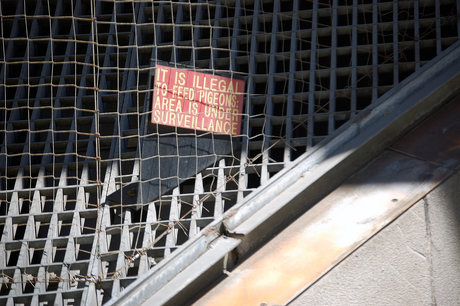 IT IS ILLEGAL
TO FEED PIGEONS.
AREA IS UNDER
SURVEILLANCE